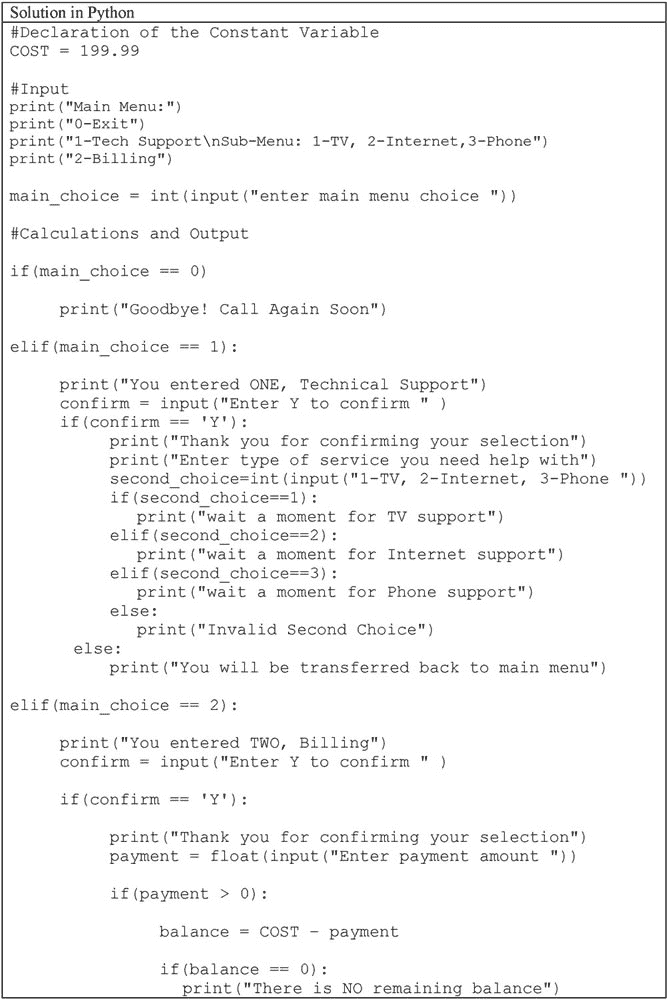 Solution in Python
#Declaration of the Constant Variable
COST = 199.99
#Input
print("Main Menu:")
print("0-Exit")
print("1-Tech Support\nSub-Menu: 1-TV, 2-Internet,3-Phone")
print("2-Billing")
main_choice = int(input("enter main menu choice "))
#Calculations and Output
if(main_choice == 0)
print("Goodbye! Call Again Soon")
elif(main_choice == 1):
print("You entered ONE, Technical Support")
confirm = input("Enter Y to confirm " )
if(confirm == 'Y'):
print("Thank you for confirming your selection")
print("Enter type of service you need help with")
second_choice=int(input("1-TV, 2-Internet, 3-Phone "))
if(second_choice==1):
print("wait a moment for TV support")
elif(second_choice==2):
print("wait a moment for Internet support")
elif(second_choice==3):
print("wait a moment for Phone support")
else:
print("Invalid Second Choice")
else:
print("You will be transferred back to main menu")
elif(main_choice == 2):
print("You entered TWO, Billing")
confirm = input("Enter Y to confirm " )
if(confirm == 'Y'):
print("Thank you for confirming your selection")
payment = float(input("Enter payment amount "))
if(payment > 0):
balance = COST – payment
if(balance == 0):
print("There is NO remaining balance")